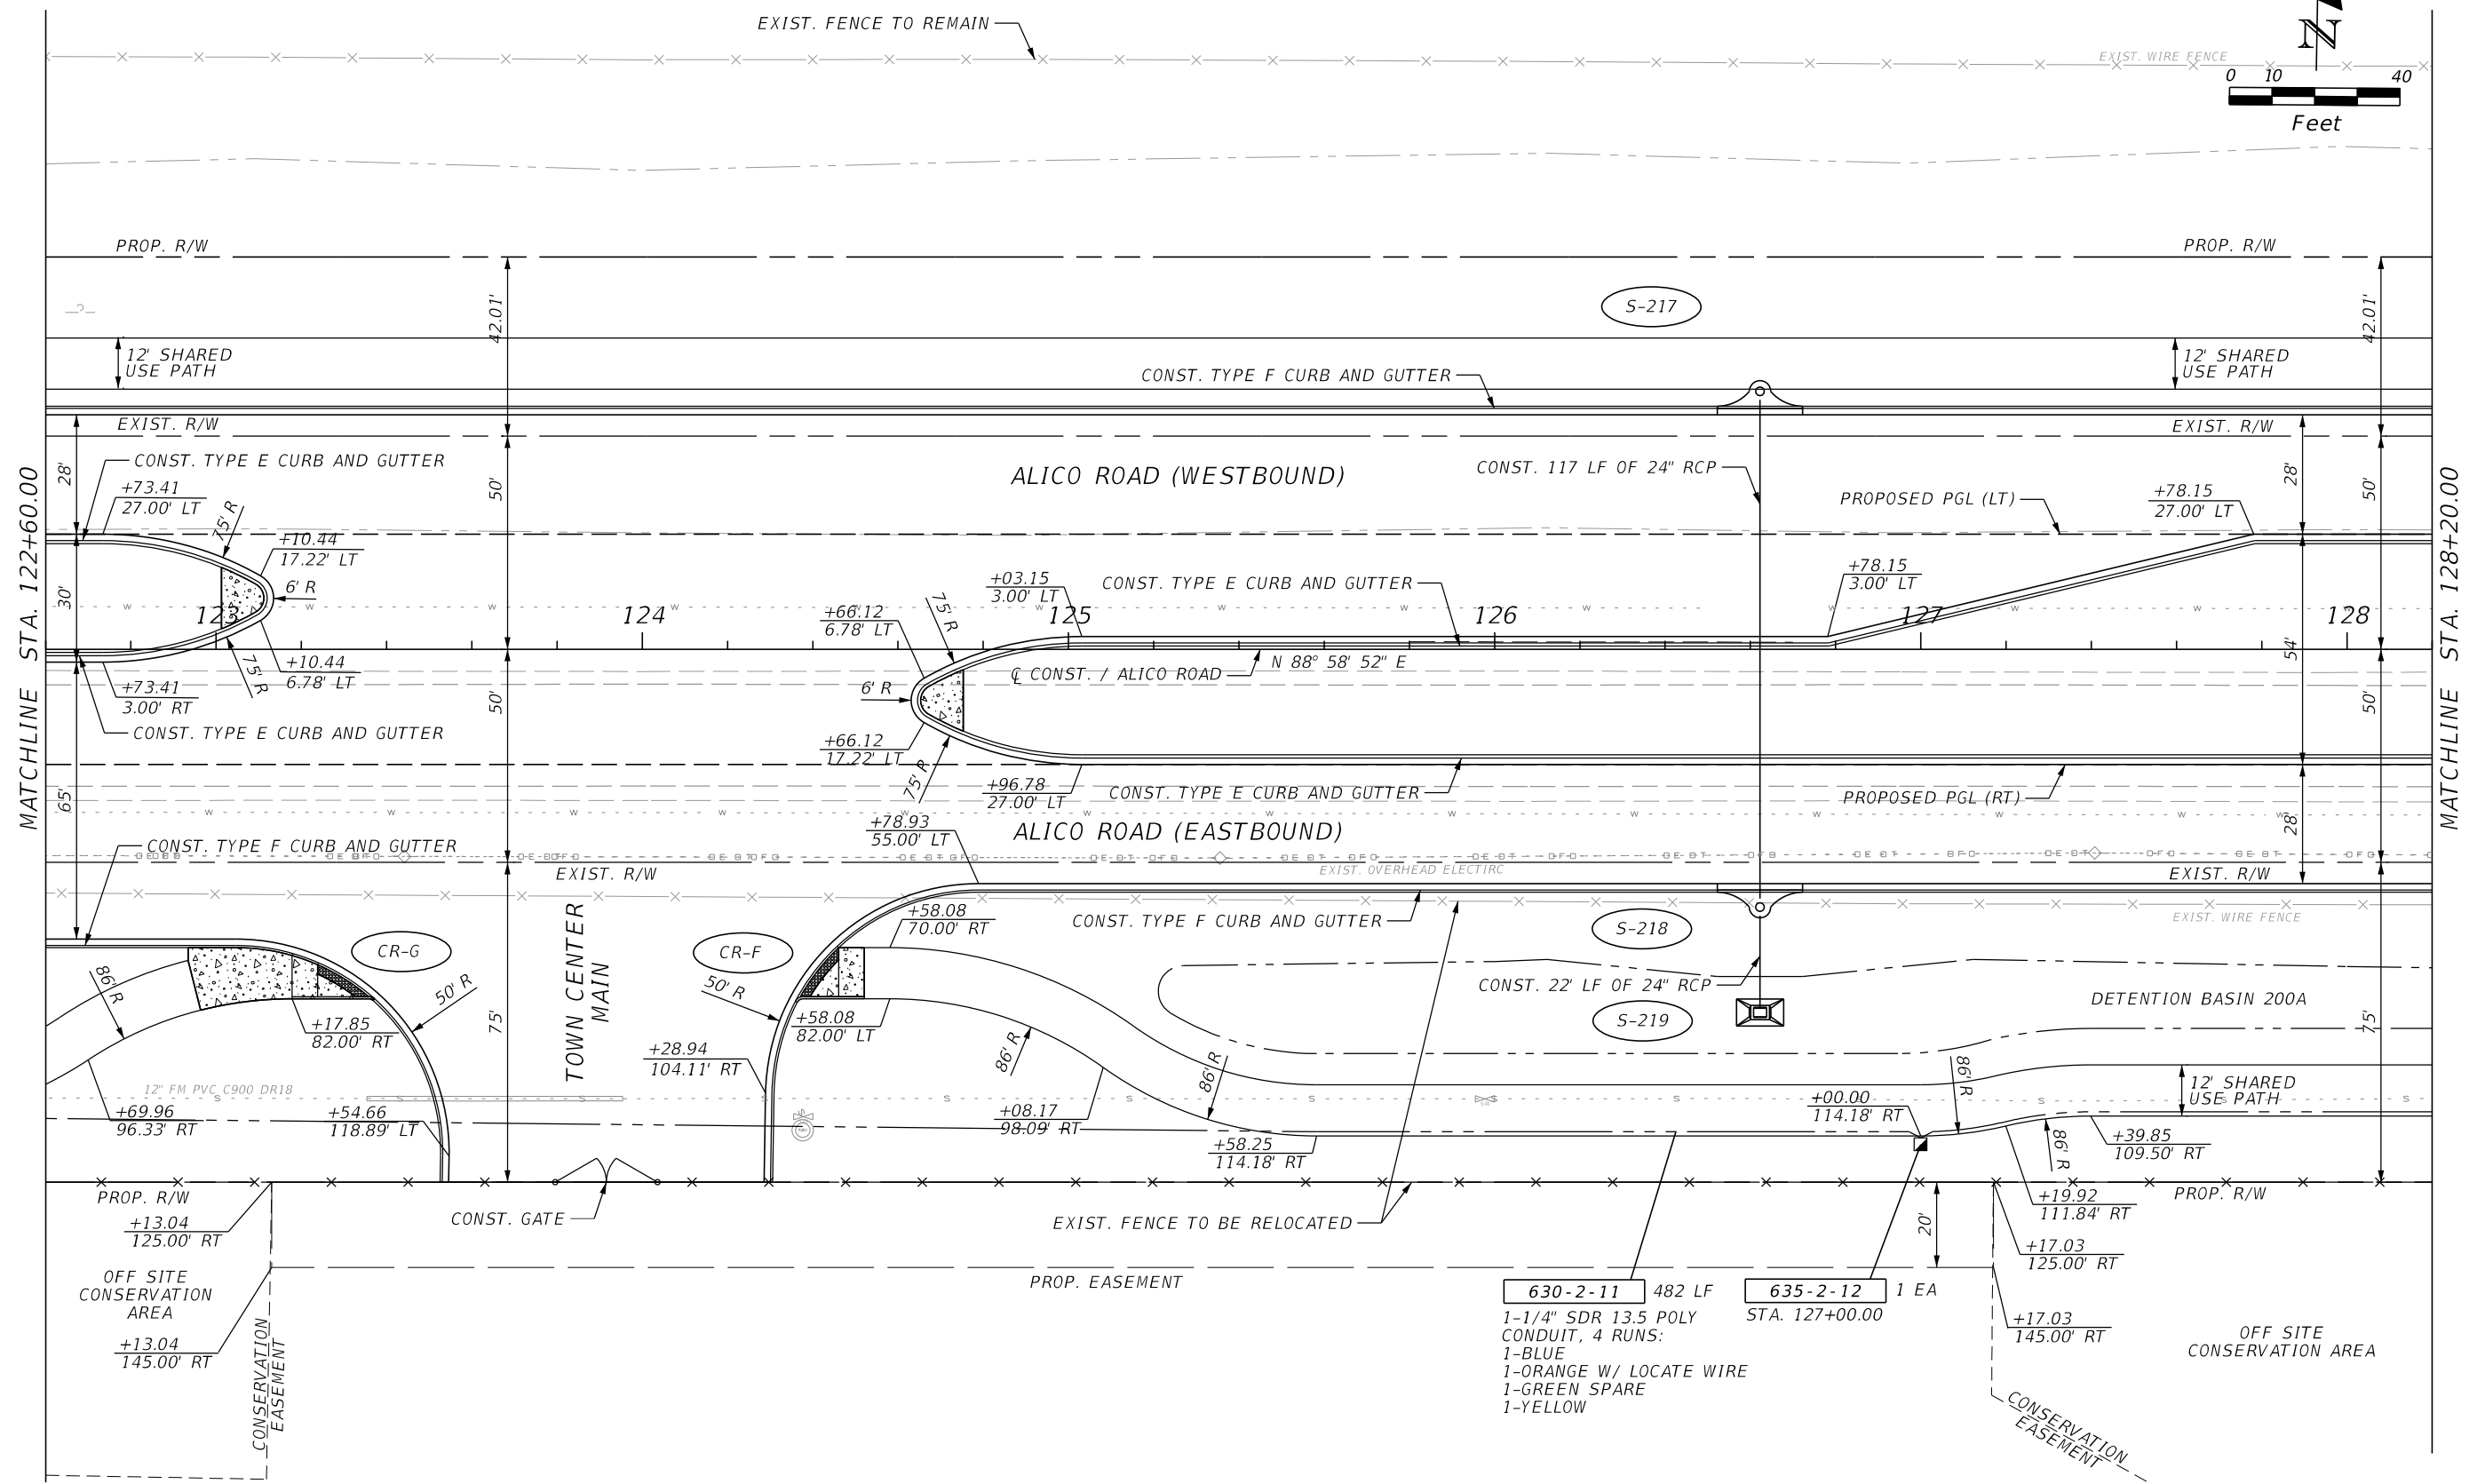 EXIST. FENCE TO REMAIN
EXIST. WIRE FENCE
N
0 10 40
Feet
PROP. R/W
PROP. R/W
42.01'
42.01'
S-217
12' SHARED
USE PATH
12' SHARED
USE PATH
CONST. TYPE F CURB AND GUTTER
EXIST. R/W
EXIST. R/W
MATCHLINE STA. 122+60.00
MATCHLINE STA. 128+20.00
28'
CONST. TYPE E CURB AND GUTTER
50'
ALICO ROAD (WESTBOUND)
CONST. 117 LF OF 24" RCP
28'
50'
+73.41
27.00' LT
75' R
PROPOSED PGL (LT)
+78.15
27.00' LT
+10.44
17.22' LT
6' R
30'
+03.15
3.00' LT
CONST. TYPE E CURB AND GUTTER
+78.15
3.00' LT
+66.12
6.78' LT
75' R
W W W W W W W W W W W W
123 124 125 126 127 128
+10.44
6.78' LT
75' R
℄ CONST. / ALICO ROAD
N 88° 58' 52" E
54'
+73.41
3.00' RT
50'
6' R
50'
CONST. TYPE E CURB AND GUTTER
+66.12
17.22' LT
75' R
65'
+96.78
27.00' LT
CONST. TYPE E CURB AND GUTTER
PROPOSED PGL (RT)
W W W W W W W W W W W W
+78.93
55.00' LT
ALICO ROAD (EASTBOUND)
28'
CONST. TYPE F CURB AND GUTTER
EXIST. R/W
EXIST. OVERHEAD ELECTIRC
EXIST. R/W
+58.08
70.00' RT
CONST. TYPE F CURB AND GUTTER
S-218
EXIST. WIRE FENCE
CR-G
CR-F
TOWN CENTER
MAIN
86' R
50' R
50' R
CONST. 22' LF OF 24" RCP
DETENTION BASIN 200A
+17.85
82.00' RT
75'
+58.08
82.00' LT
S-219
75'
+28.94
104.11' RT
86' R
86' R
86' R
12" FM PVC C900 DR18
12' SHARED
USE PATH
S S S S S S S S S S S
+69.96
96.33' RT
+54.66
118.89' LT
+08.17
98.09' RT
+00.00
114.18' RT
+58.25
114.18' RT
86' R
+39.85
109.50' RT
PROP. R/W
+19.92
111.84' RT
PROP. R/W
+13.04
125.00' RT
CONST. GATE
EXIST. FENCE TO BE RELOCATED
20'
+17.03
125.00' RT
OFF SITE
CONSERVATION
AREA
PROP. EASEMENT
630-2-11 482 LF
1-1/4" SDR 13.5 POLY
CONDUIT, 4 RUNS:
1-BLUE
1-ORANGE W/ LOCATE WIRE
1-GREEN SPARE
1-YELLOW
635-2-12 1 EA
STA. 127+00.00
+13.04
145.00' RT
+17.03
145.00' RT
OFF SITE
CONSERVATION AREA
CONSERVATION
EASEMENT
CONSERVATION
EASEMENT